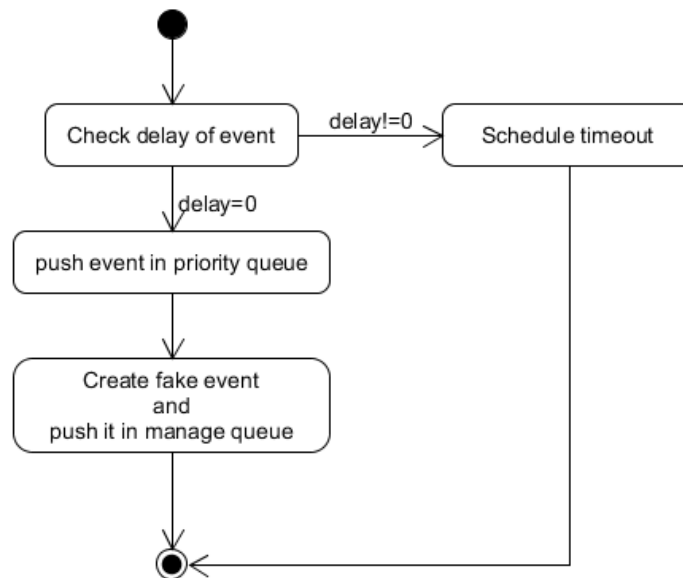 Check delay of event
delay!=0
Schedule timeout
delay=0
push event in priority queue
Create fake event
and
push it in manage queue